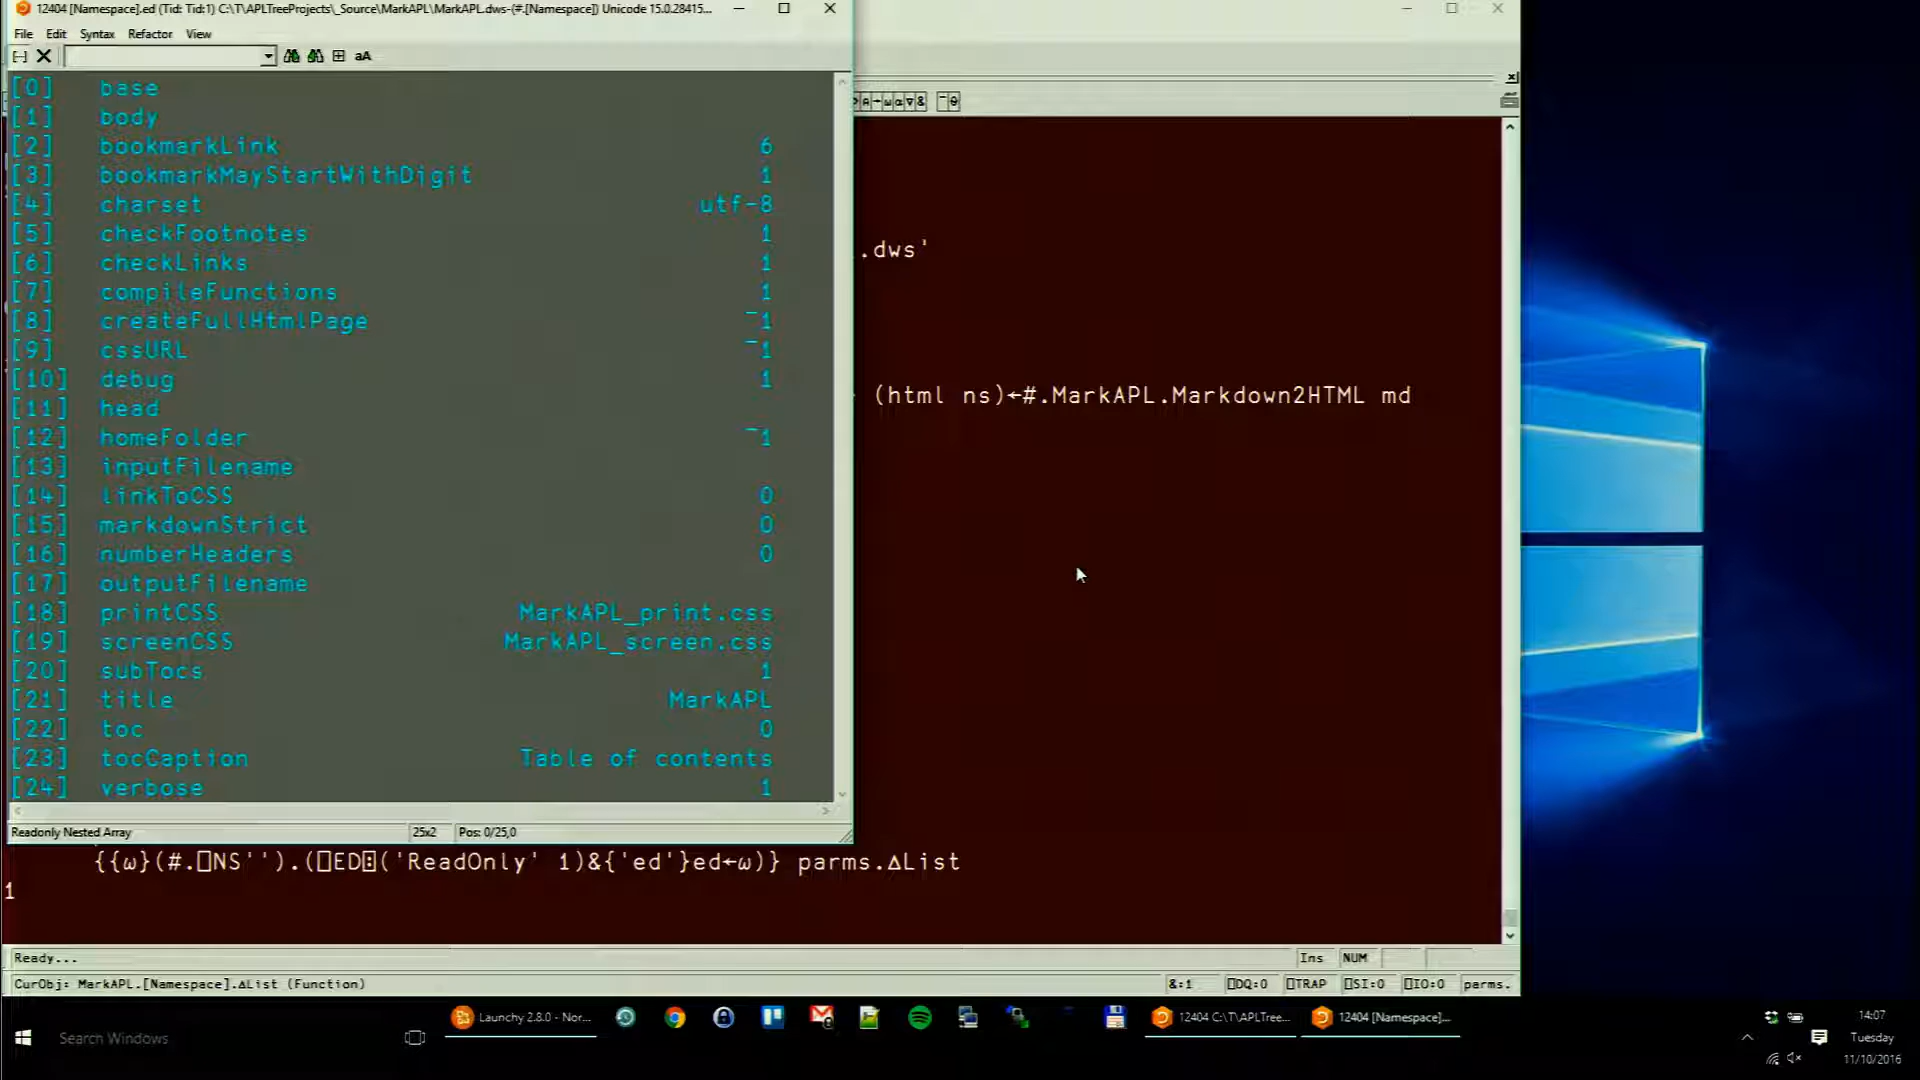 12404 [Namespace].ed (Tid: Tid:1) C:\T\APLTreeProjects\_Source\MarkAPL\MarkAPL.dws-(#.[Namespace]) Unicode 15.0.28415...
File Edit Syntax Refactor View
aA
[0] base
[1] body
[2] bookmarkLink 6
[3] bookmarkMayStartWithDigit 1
[4] charset utf-8
[5] checkFootnotes 1
[6] checkLinks 1
[7] compileFunctions 1
[8] createFullHtmlPage ¯1
[9] cssURL ¯1
[10] debug 1
[11] head
[12] homeFolder ¯1
[13] inputFilename
[14] linkToCSS 0
[15] markdownStrict 0
[16] numberHeaders 0
[17] outputFilename
[18] printCSS MarkAPL_print.css
[19] screenCSS MarkAPL_screen.css
[20] subTocs 1
[21] title MarkAPL
[22] toc 0
[23] tocCaption Table of contents
[24] verbose 1
Readonly Nested Array 25x2 Pos: 0/25,0
.dws'
(html ns)←#.MarkAPL.Markdown2HTML md
{{⍵}(#.⎕NS'').(⎕ED⍠('ReadOnly' 1)&{'ed'}ed←⍵)} parms.∆List
1
Ready... Ins NUM
CurObj: MarkAPL.[Namespace].∆List (Function) &:1 ⎕DQ:0 ⎕TRAP ⎕SI:0 ⎕IO:0 parms.
Search Windows
Launchy 2.8.0 - Nor...
12404 C:\T\APLTree...
12404 [Namespace]...
14:07
Tuesday
11/10/2016